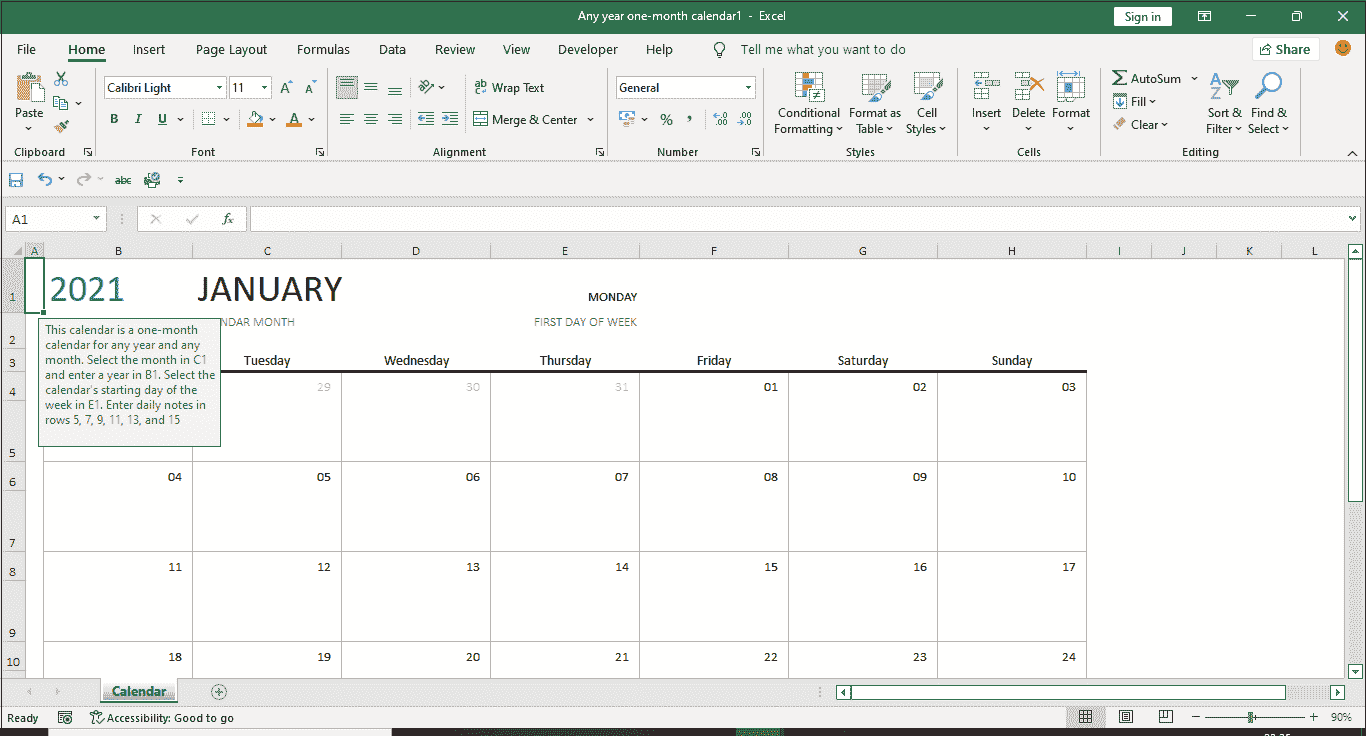 Any year one-month calendar1 - Excel
Sign in
File Home Insert Page Layout Formulas Data Review View Developer Help Tell me what you want to do Share
Paste
Calibri Light 11
B I U A
ab Wrap Text
Merge & Center
General
% , .00
Conditional Formatting
Format as Table
Cell Styles
Insert Delete Format
AutoSum
Fill
Clear
Sort & Filter
Find & Select
Clipboard Font Alignment Number Styles Cells Editing
abc
A1 fx
A B C D E F G H I J K L
1 2021 JANUARY MONDAY
2 NDAR MONTH FIRST DAY OF WEEK
This calendar is a one-month
calendar for any year and any
month. Select the month in C1
and enter a year in B1. Select the
calendar's starting day of the
week in E1. Enter daily notes in
rows 5, 7, 9, 11, 13, and 15
3 Tuesday Wednesday Thursday Friday Saturday Sunday
4 29 30 31 01 02 03
5
6 04 05 06 07 08 09 10
7
8 11 12 13 14 15 16 17
9
10 18 19 20 21 22 23 24
Calendar
Ready Accessibility: Good to go 90%